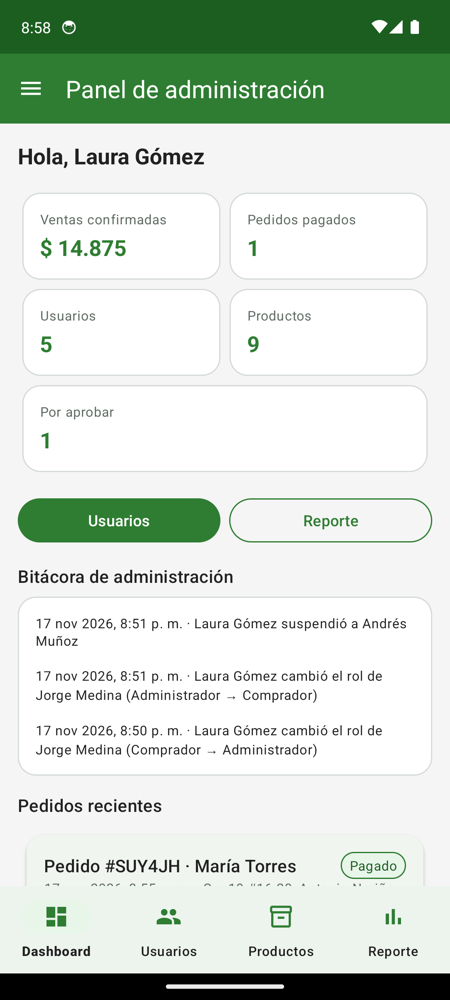 8:58
Panel de administración
Hola, Laura Gómez
Ventas confirmadas
$ 14.875
Pedidos pagados
1
Usuarios
5
Productos
9
Por aprobar
1
Usuarios
Reporte
Bitácora de administración
17 nov 2026, 8:51 p. m. · Laura Gómez suspendió a Andrés
Muñoz
17 nov 2026, 8:51 p. m. · Laura Gómez cambió el rol de
Jorge Medina (Administrador → Comprador)
17 nov 2026, 8:50 p. m. · Laura Gómez cambió el rol de
Jorge Medina (Comprador → Administrador)
Pedidos recientes
Pedido #SUY4JH · María Torres
Pagado
Dashboard
Usuarios
Productos
Reporte